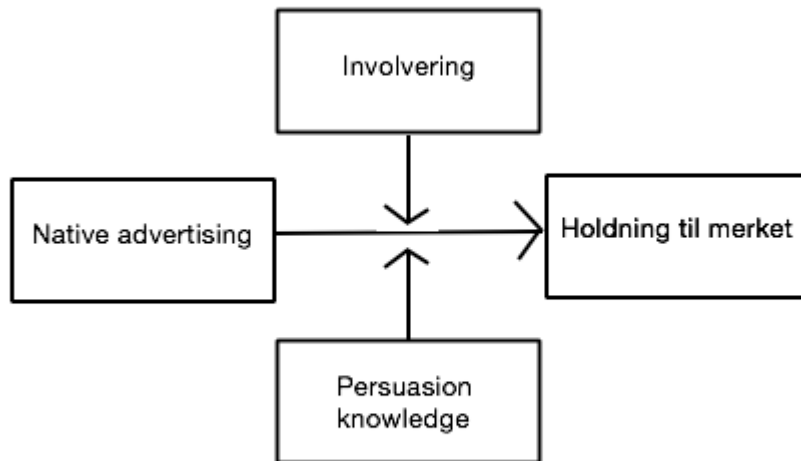 Involvering
Native advertising
Holdning til merket
Persuasion
knowledge